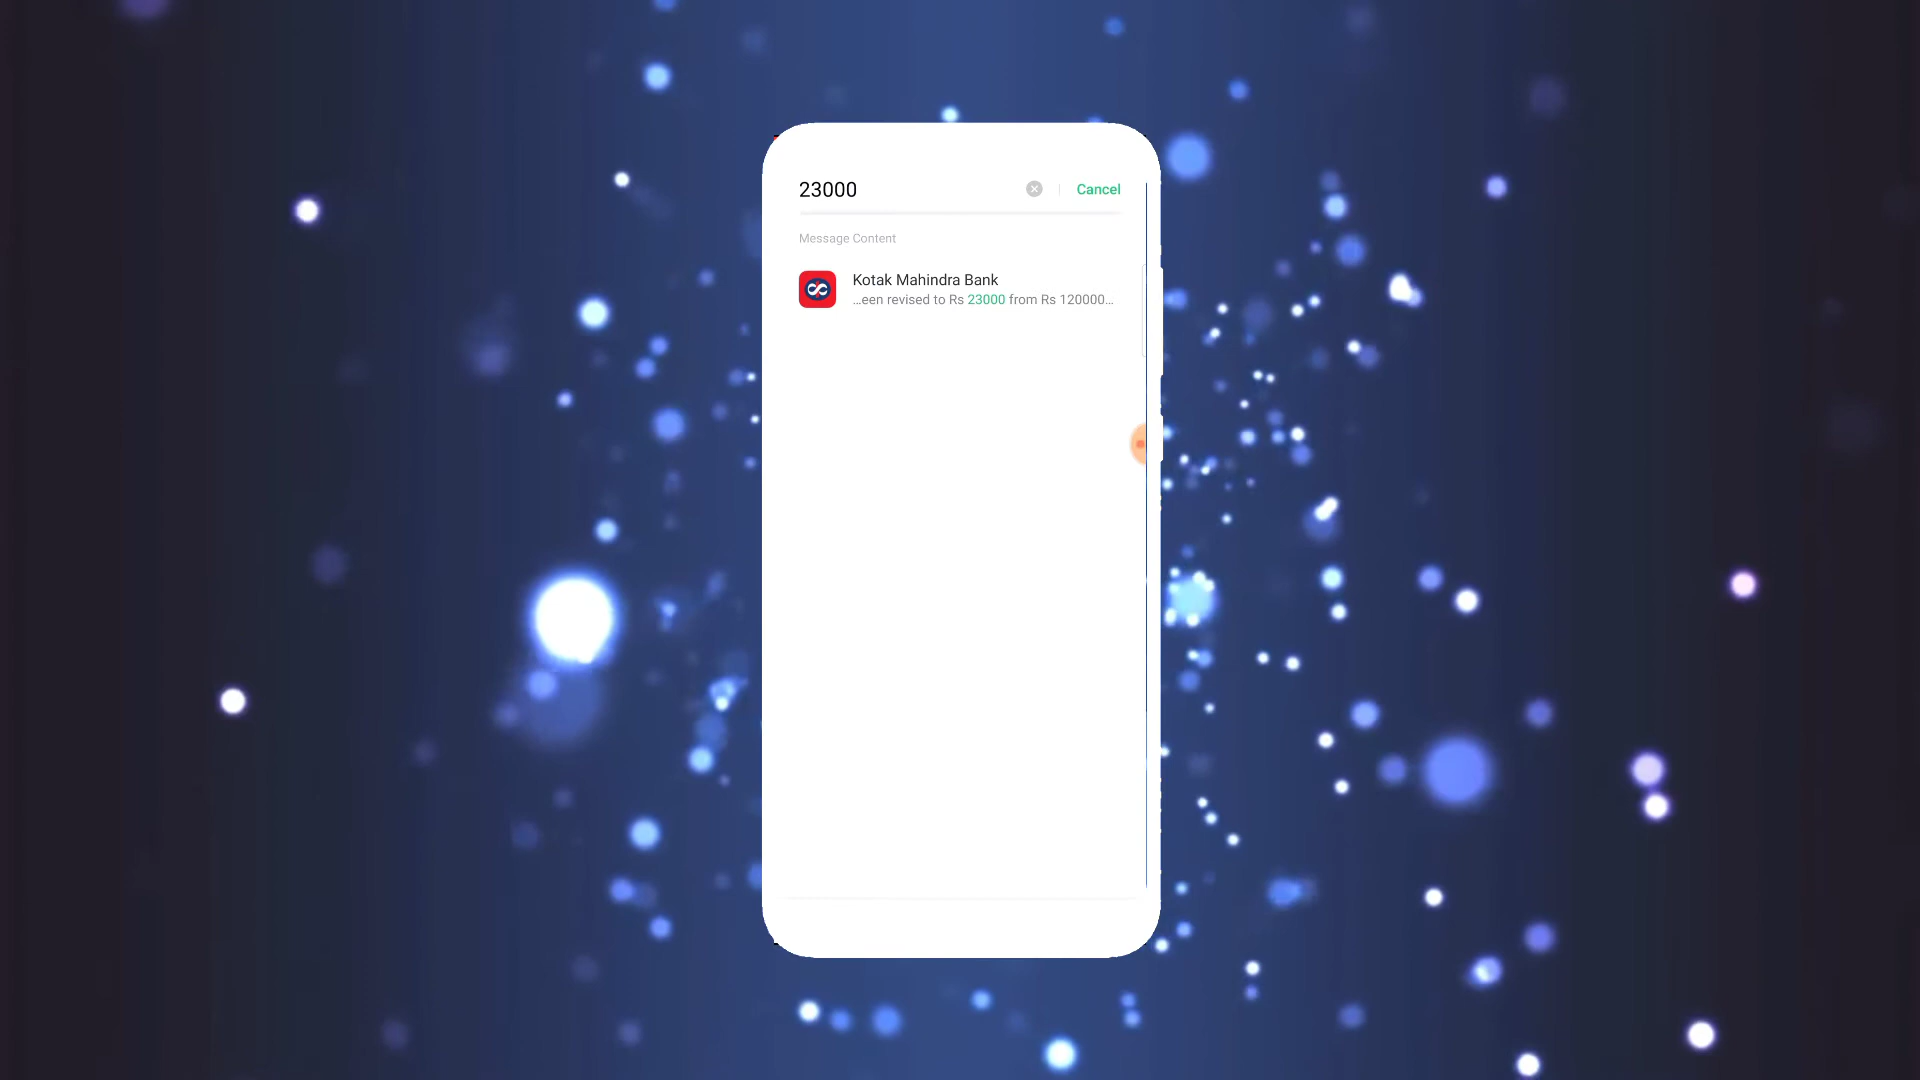 23000
Cancel
Message Content
Kotak Mahindra Bank
...een revised to Rs 23000 from Rs 120000...